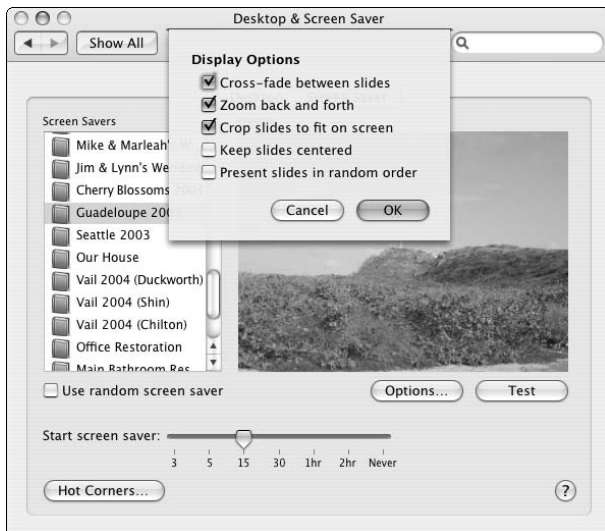 Desktop & Screen Saver
Show All
Display Options
Cross-fade between slides
Zoom back and forth
Crop slides to fit on screen
Keep slides centered
Present slides in random order
Cancel OK
Screen Savers
Mike & Marleah's
Jim & Lynn's
Cherry Blossoms
Guadeloupe
Seattle 2003
Our House
Vail 2004 (Duckworth)
Vail 2004 (Shin)
Vail 2004 (Chilton)
Office Restoration
Main Bathroom Res
Use random screen saver
Options... Test
Start screen saver:
3 5 15 30 1hr 2hr Never
Hot Corners... ?